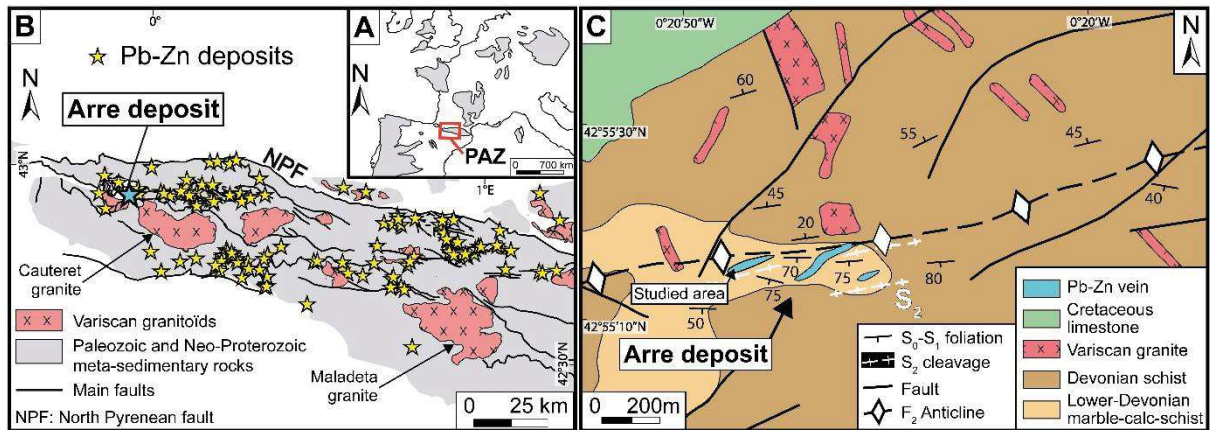 B
0°
Pb-Zn deposits
N
Arre deposit
43°N
NPF
1°E
Cauteret
granite
Variscan granitoïds
Paleozoic and Neo-Proterozoic
meta-sedimentary rocks
Main faults
NPF: North Pyrenean fault
Maladeta
granite
42°30'N
0 25 km
A
N
PAZ
0 700 km
C
0°20'50"W
0°20'W
N
60
42°55'30"N
55
45
45
40
20
70
75
75
80
Studied area
50
S2
42°55'10"N
Arre deposit
0 200m
S0-S1 foliation
S2 cleavage
Fault
F2 Anticline
Pb-Zn vein
Cretaceous
limestone
Variscan granite
Devonian schist
Lower-Devonian
marble-calc-schist